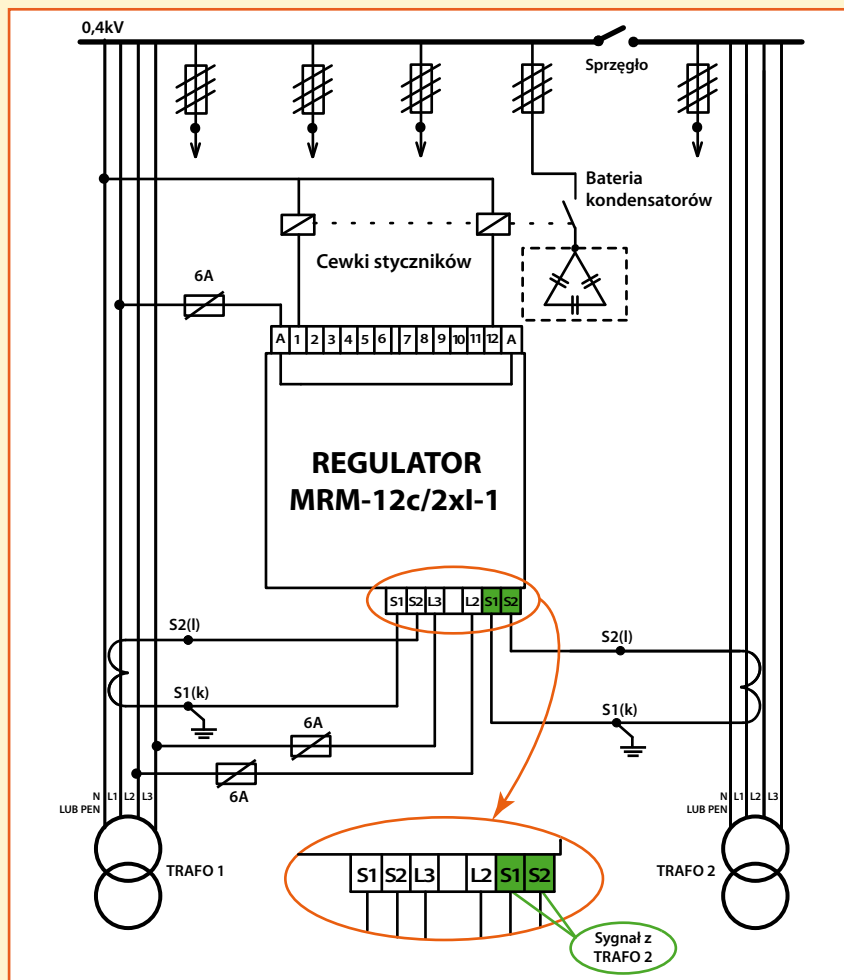 0,4kV
Sprzęgło
Bateria
kondensatorów
Cewki styczników
6A
A 1 2 3 4 5 6 7 8 9 10 11 12 A
REGULATOR
MRM-12c/2xI-1
S1 S2 L3 L2 S1 S2
S2(l)
S2(l)
S1(k)
S1(k)
6A
6A
N L1 L2 L3
LUB PEN
N L1 L2 L3
LUB PEN
TRAFO 1
TRAFO 2
S1 S2 L3 L2 S1 S2
Sygnał z
TRAFO 2